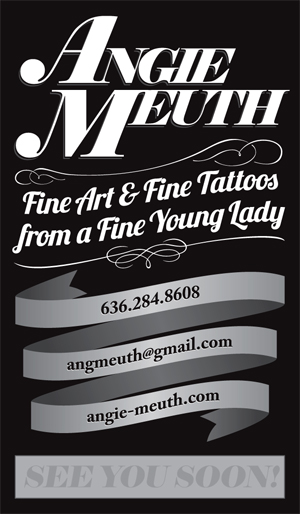 ANGIE
MEUTH
Fine Art & Fine Tattoos
from a Fine Young Lady
636.284.8608
angmeuth@gmail.com
angie-meuth.com
SEE YOU SOON!